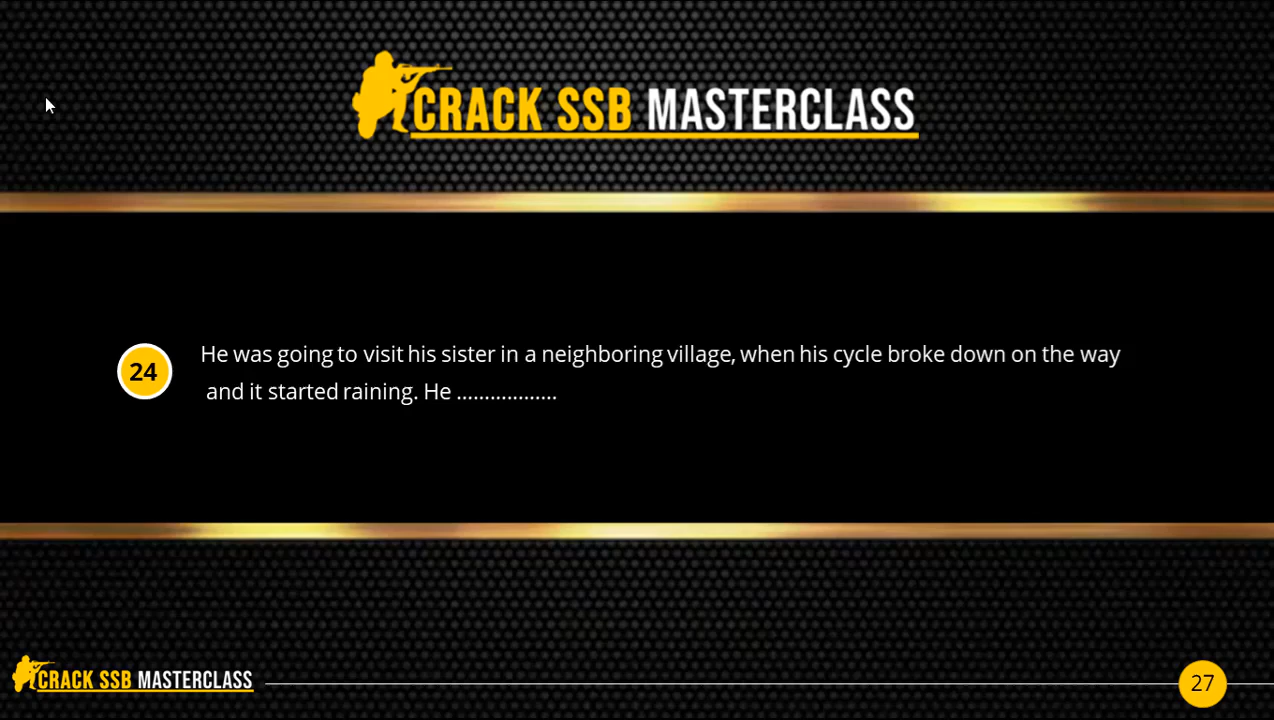 CRACK SSB MASTERCLASS
24
He was going to visit his sister in a neighboring village, when his cycle broke down on the way
and it started raining. He ..................
CRACK SSB MASTERCLASS
27